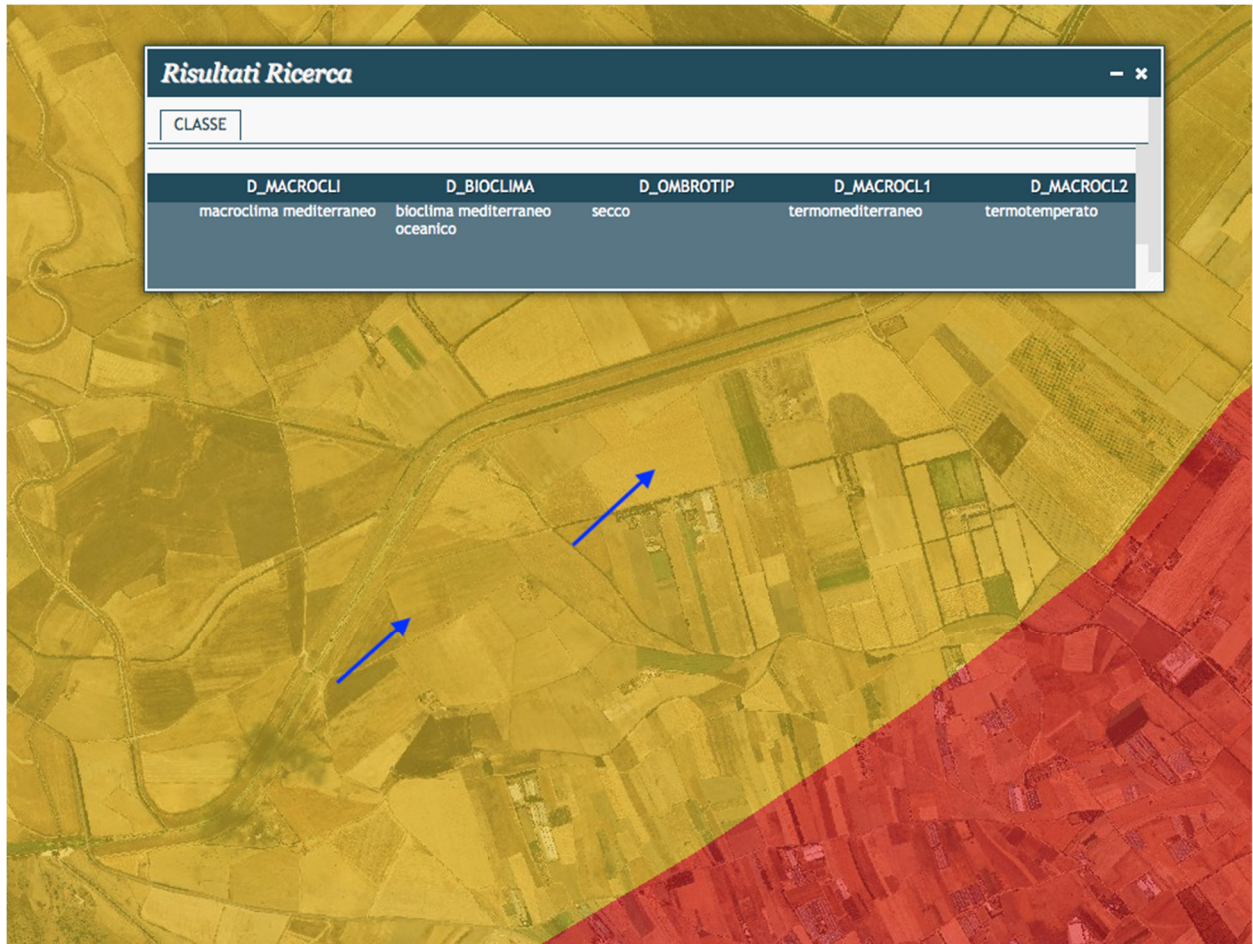 Risultati Ricerca
CLASSE
D_MACROCLI D_BIOCLIMA D_OMBROTIP D_MACROCL1 D_MACROCL2
macroclima mediterraneo bioclima mediterraneo secco termomediterraneo termotemperato
oceanico